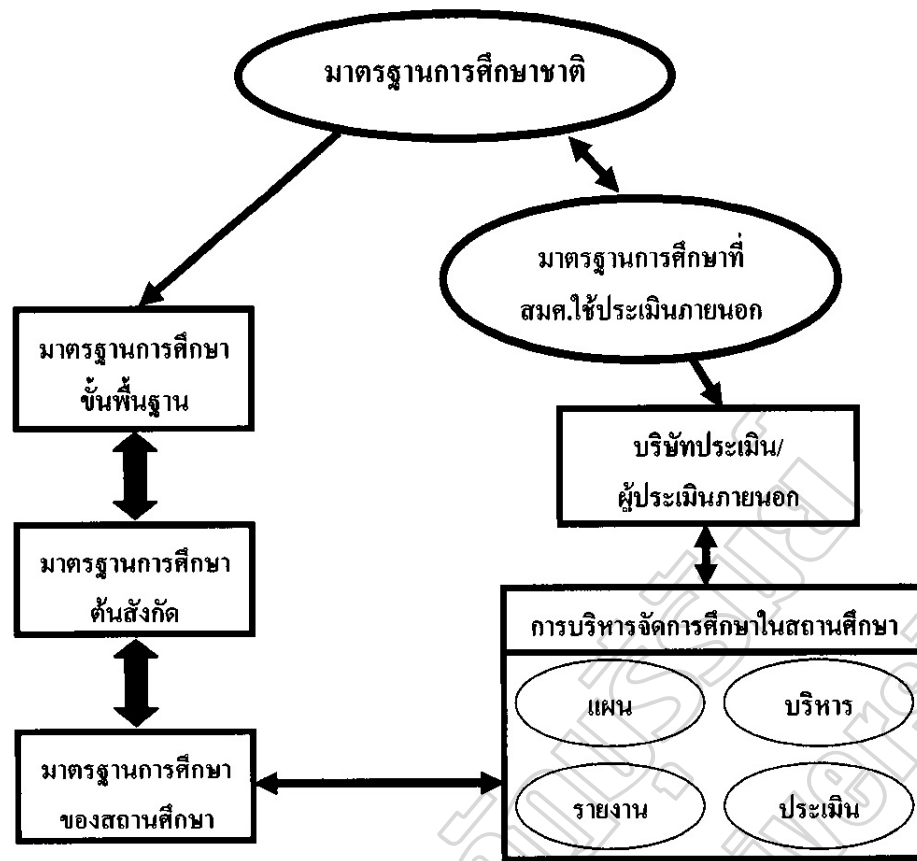 มาตรฐานการศึกษาชาติ
มาตรฐานการศึกษาที่
สมศ.ใช้ประเมินภายนอก
มาตรฐานการศึกษา
ขั้นพื้นฐาน
บริษัทประเมิน/
ผู้ประเมินภายนอก
มาตรฐานการศึกษา
ต้นสังกัด
การบริหารจัดการศึกษาในสถานศึกษา
แผน
บริหาร
มาตรฐานการศึกษา
ของสถานศึกษา
รายงาน
ประเมิน